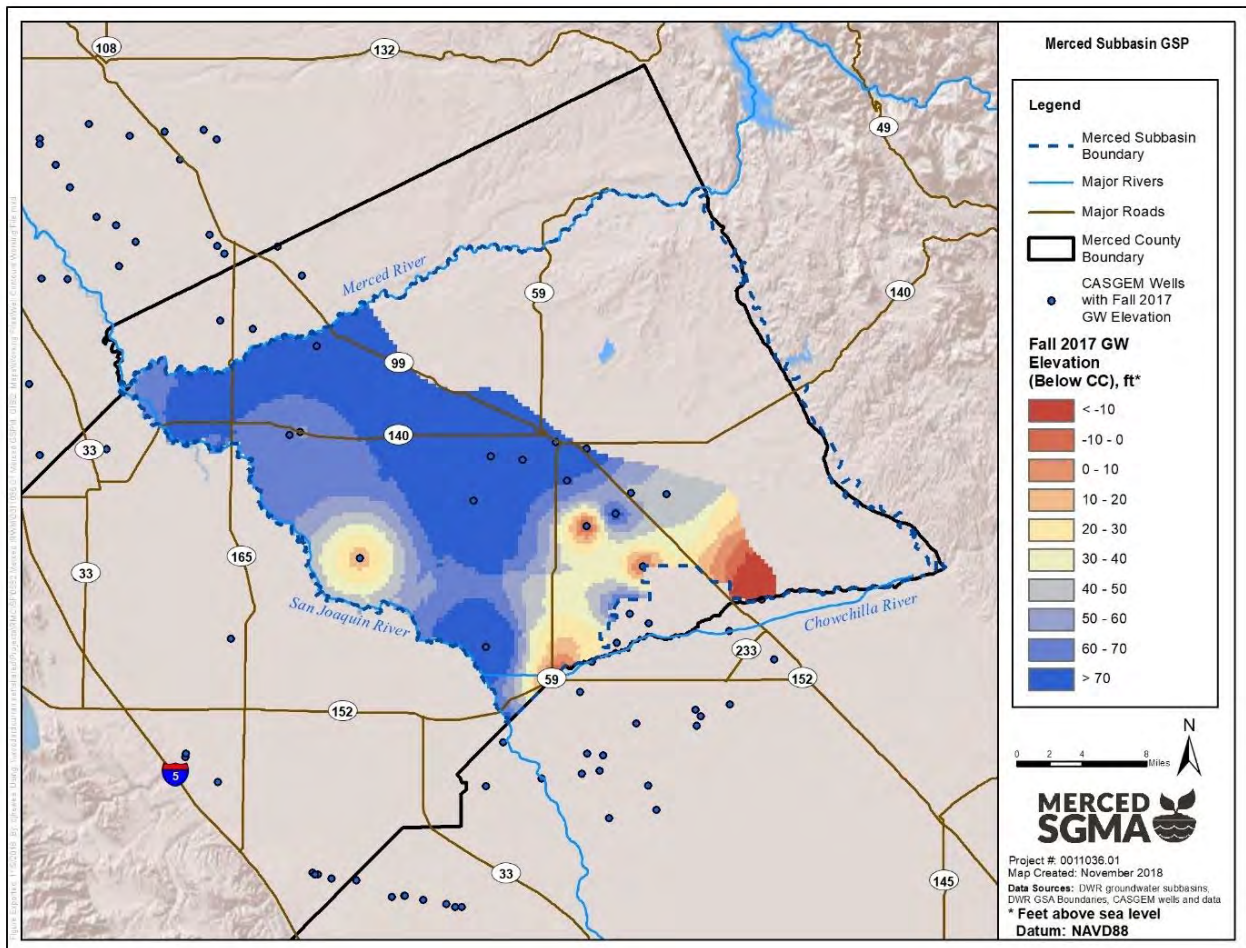 108
132
49
Merced River
59
140
99
140
33
165
33
San Joaquin River
Chowchilla River
233
59
152
152
5
33
145
Merced Subbasin GSP
Legend
Merced Subbasin
Boundary
Major Rivers
Major Roads
Merced County
Boundary
CASGEM Wells
with Fall 2017
GW Elevation
Fall 2017 GW
Elevation
(Below CC), ft*
< -10
-10 - 0
0 - 10
10 - 20
20 - 30
30 - 40
40 - 50
50 - 60
60 - 70
> 70
N
0 2 4 8
Miles
MERCED
SGMA
Project #: 0011036.01
Map Created: November 2018
Data Sources: DWR groundwater subbasins,
DWR GSA Boundaries, CASGEM wells and data
* Feet above sea level
Datum: NAVD88